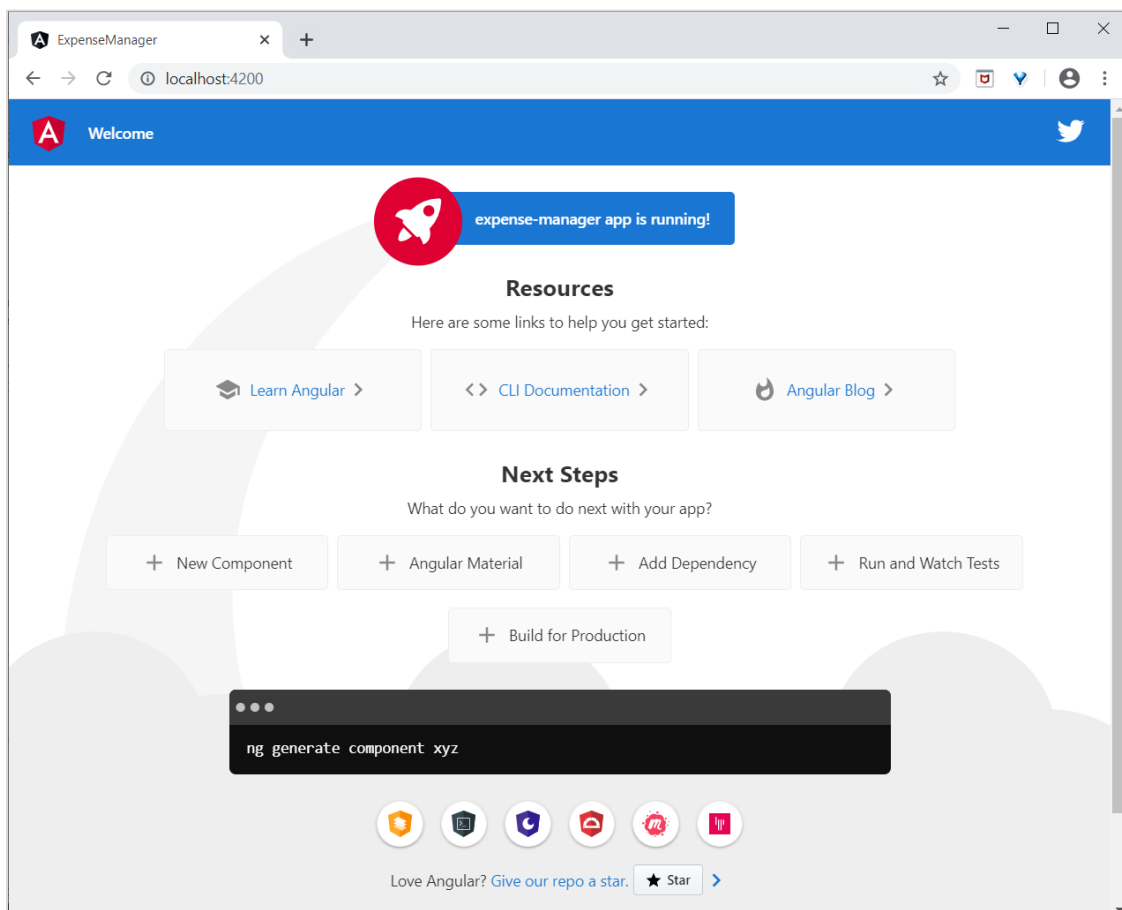 ExpenseManager
localhost:4200
Welcome
expense-manager app is running!
Resources
Here are some links to help you get started:
Learn Angular
CLI Documentation
Angular Blog
Next Steps
What do you want to do next with your app?
New Component
Angular Material
Add Dependency
Run and Watch Tests
Build for Production
ng generate component xyz
Love Angular? Give our repo a star. Star